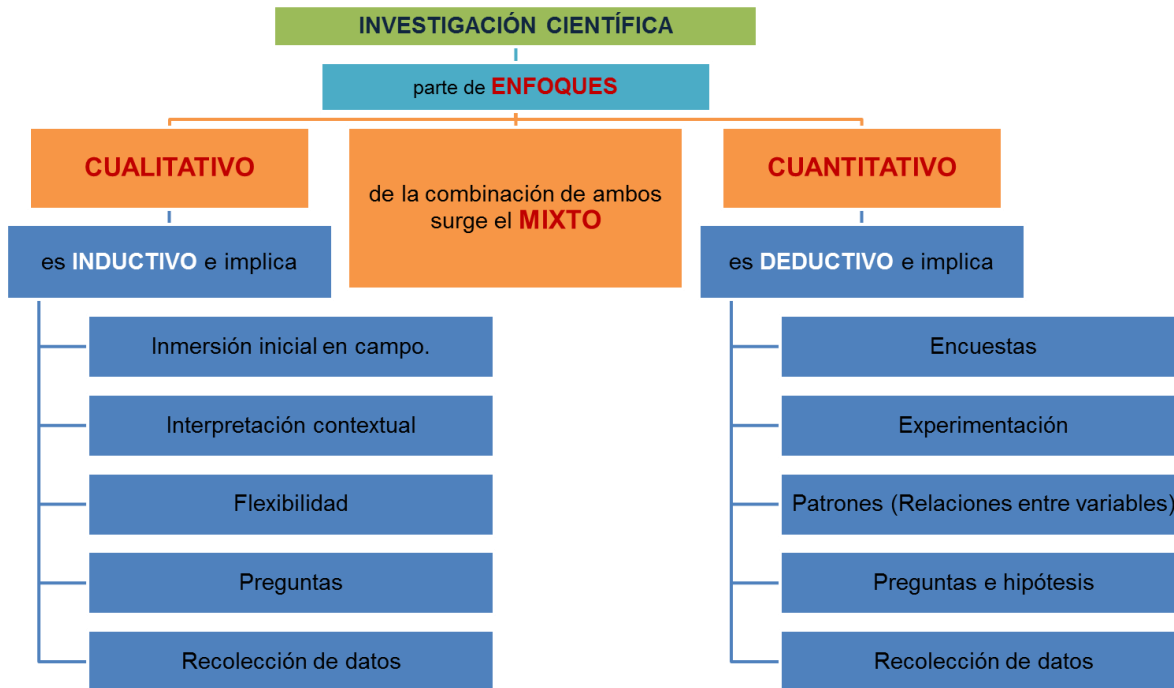 INVESTIGACIÓN CIENTÍFICA
parte de ENFOQUES
CUALITATIVO
de la combinación de ambos
surge el MIXTO
CUANTITATIVO
es INDUCTIVO e implica
Inmersión inicial en campo.
Interpretación contextual
Flexibilidad
Preguntas
Recolección de datos
es DEDUCTIVO e implica
Encuestas
Experimentación
Patrones (Relaciones entre variables)
Preguntas e hipótesis
Recolección de datos